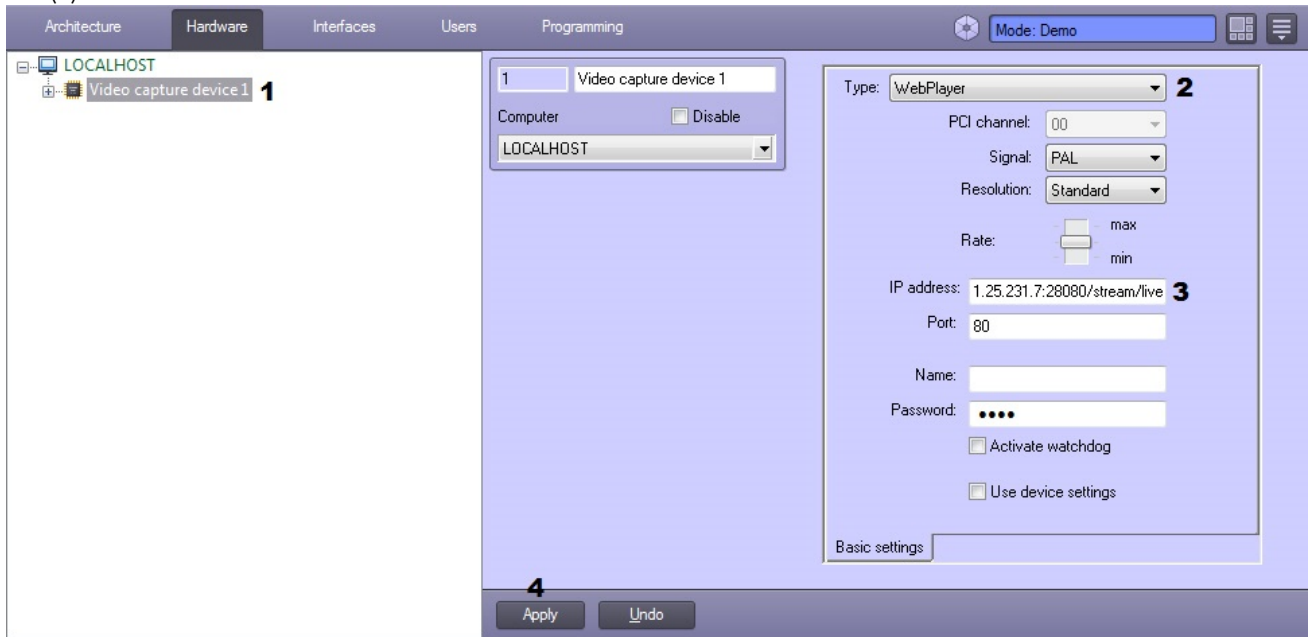 Architecture Hardware Interfaces Users Programming Mode: Demo
LOCALHOST
Video capture device 1 1
1 Video capture device 1
Computer Disable
LOCALHOST
Type: WebPlayer 2
PCI channel: 00
Signal: PAL
Resolution: Standard
Rate: max
min
IP address: 1.25.231.7:28080/stream/live 3
Port: 80
Name:
Password: ••••
Activate watchdog
Use device settings
Basic settings
4
Apply Undo